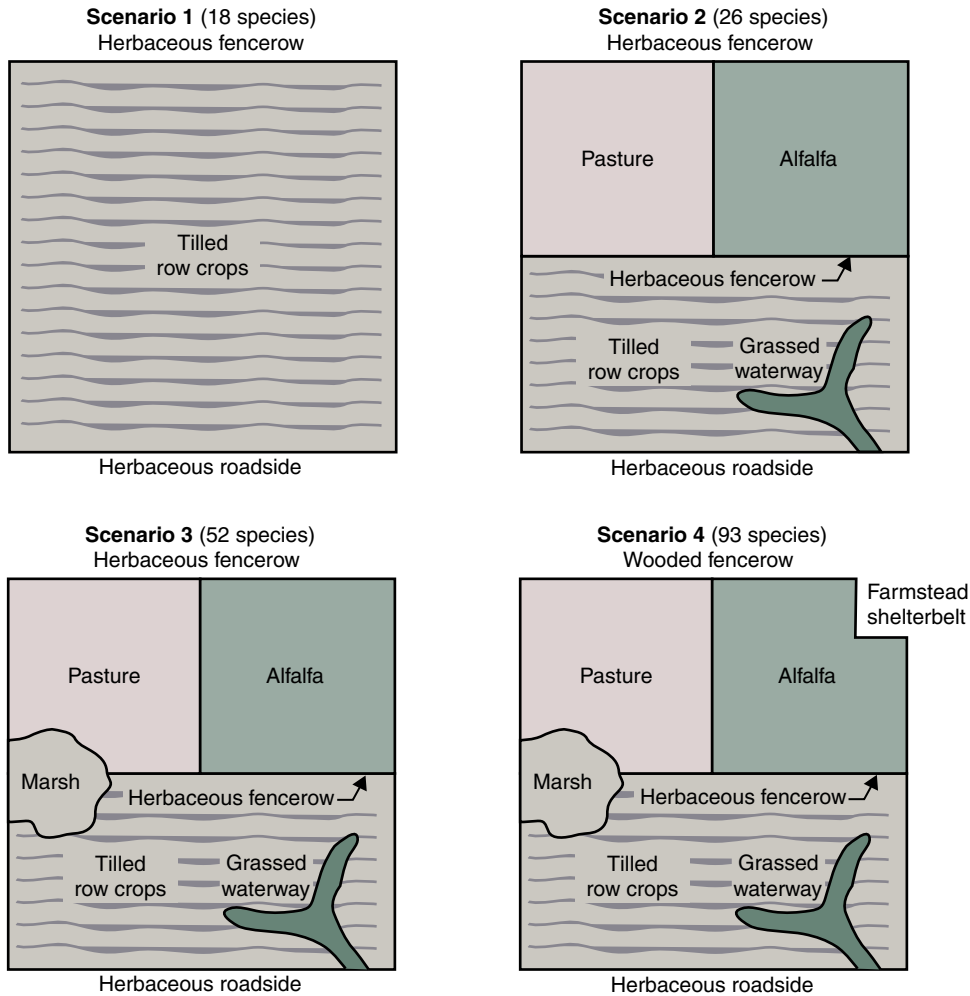 Scenario 1 (18 species)
Herbaceous fencerow
Tilled
row crops
Herbaceous roadside
Scenario 2 (26 species)
Herbaceous fencerow
Pasture
Alfalfa
Herbaceous fencerow
Tilled
row crops
Grassed
waterway
Herbaceous roadside
Scenario 3 (52 species)
Herbaceous fencerow
Pasture
Alfalfa
Marsh
Herbaceous fencerow
Tilled
row crops
Grassed
waterway
Herbaceous roadside
Scenario 4 (93 species)
Wooded fencerow
Farmstead
shelterbelt
Pasture
Alfalfa
Marsh
Herbaceous fencerow
Tilled
row crops
Grassed
waterway
Herbaceous roadside